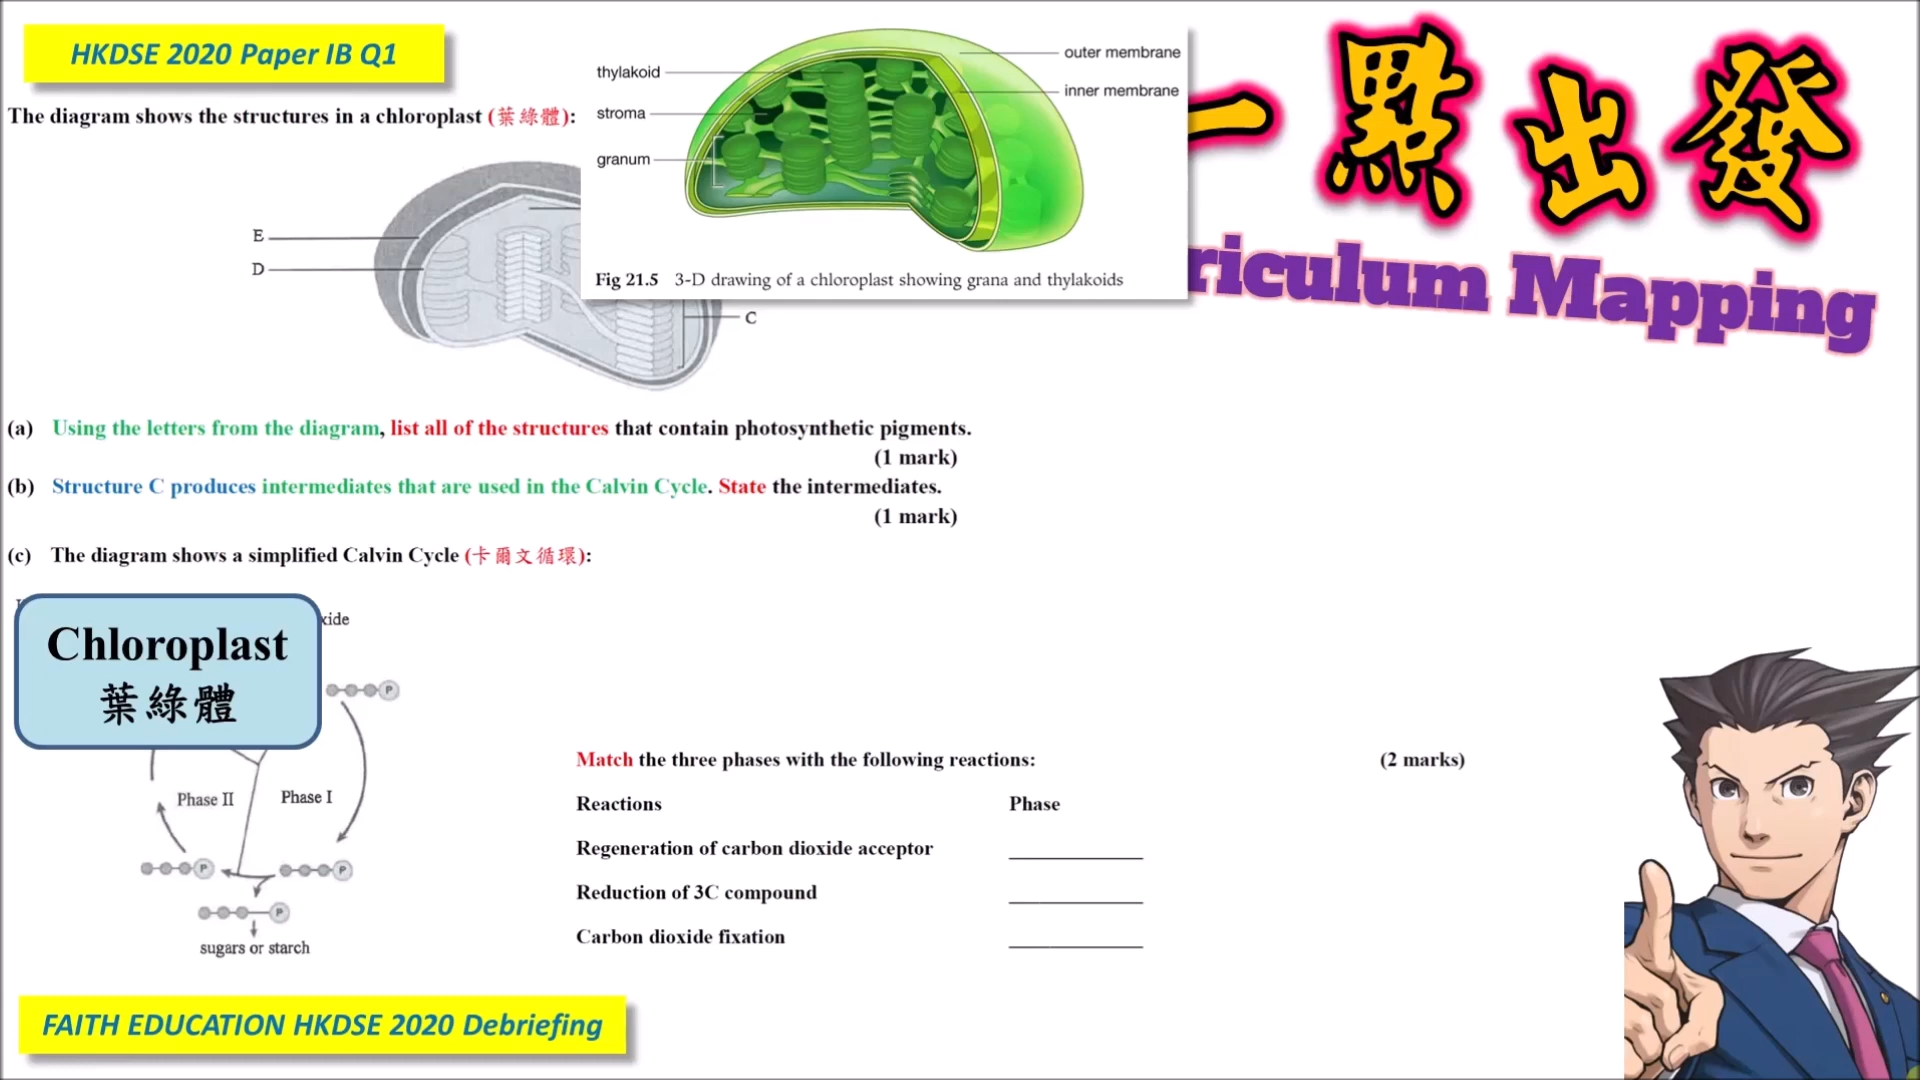 HKDSE 2020 Paper IB Q1
一點出發
riculum Mapping
The diagram shows the structures in a chloroplast (葉綠體):
thylakoid
stroma
granum
outer membrane
inner membrane
Fig 21.5 3-D drawing of a chloroplast showing grana and thylakoids
E
D
C
(a) Using the letters from the diagram, list all of the structures that contain photosynthetic pigments.
(1 mark)
(b) Structure C produces intermediates that are used in the Calvin Cycle. State the intermediates.
(1 mark)
(c) The diagram shows a simplified Calvin Cycle (卡爾文循環):
xide
Chloroplast
葉綠體
P
Phase II
Phase I
P
P
P
sugars or starch
Match the three phases with the following reactions:
(2 marks)
Reactions Phase
Regeneration of carbon dioxide acceptor
Reduction of 3C compound
Carbon dioxide fixation
FAITH EDUCATION HKDSE 2020 Debriefing